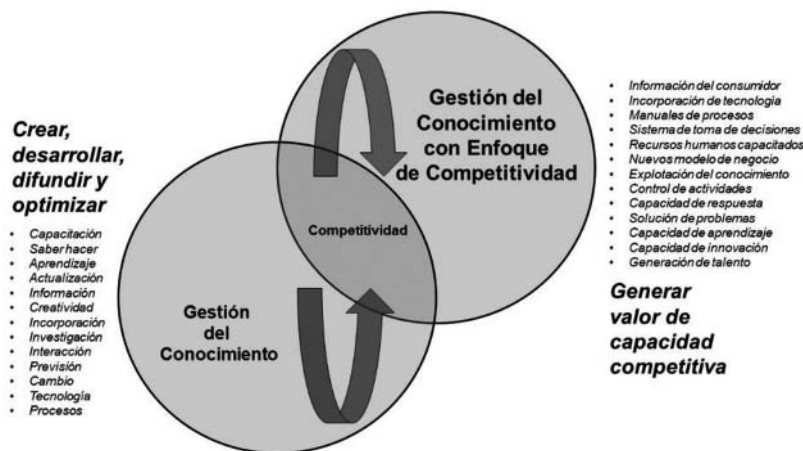 Crear,
desarrollar,
difundir y
optimizar
• Capacitación
• Saber hacer
• Aprendizaje
• Actualización
• Información
• Creatividad
• Incorporación
• Investigación
• Interacción
• Previsión
• Cambio
• Tecnología
• Procesos
Gestión
del
Conocimiento
Competitividad
Gestión del
Conocimiento
con Enfoque
de Competitividad
• Información del consumidor
• Incorporación de tecnología
• Manuales de procesos
• Sistema de toma de decisiones
• Recursos humanos capacitados
• Nuevos modelo de negocio
• Explotación del conocimiento
• Control de actividades
• Capacidad de respuesta
• Solución de problemas
• Capacidad de aprendizaje
• Capacidad de innovación
• Generación de talento
Generar
valor de
capacidad
competitiva